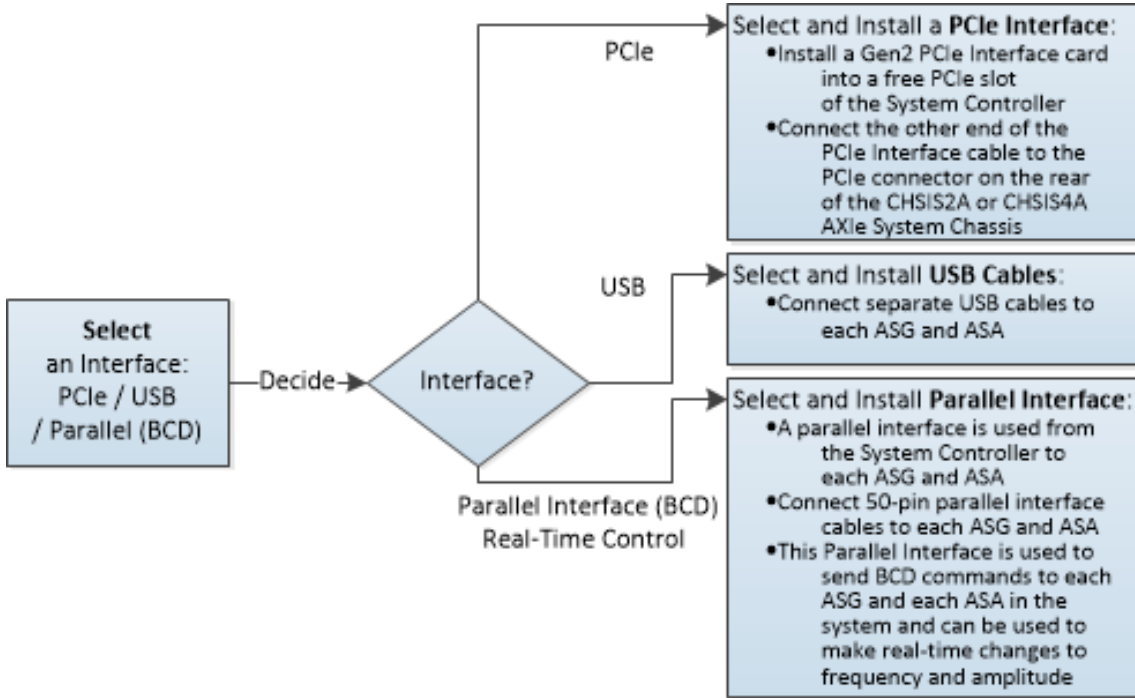 Select
an Interface:
PCIe / USB
/ Parallel (BCD)
Decide
Interface?
PCIe
Select and Install a PCIe Interface:
•Install a Gen2 PCIe Interface card
into a free PCIe slot
of the System Controller
•Connect the other end of the
PCIe Interface cable to the
PCIe connector on the rear
of the CHSIS2A or CHSIS4A
AXIe System Chassis
USB
Select and Install USB Cables:
•Connect separate USB cables to
each ASG and ASA
Parallel Interface (BCD)
Real-Time Control
Select and Install Parallel Interface:
•A parallel interface is used from
the System Controller to
each ASG and ASA
•Connect 50-pin parallel interface
cables to each ASG and ASA
•This Parallel Interface is used to
send BCD commands to each
ASG and each ASA in the
system and can be used to
make real-time changes to
frequency and amplitude